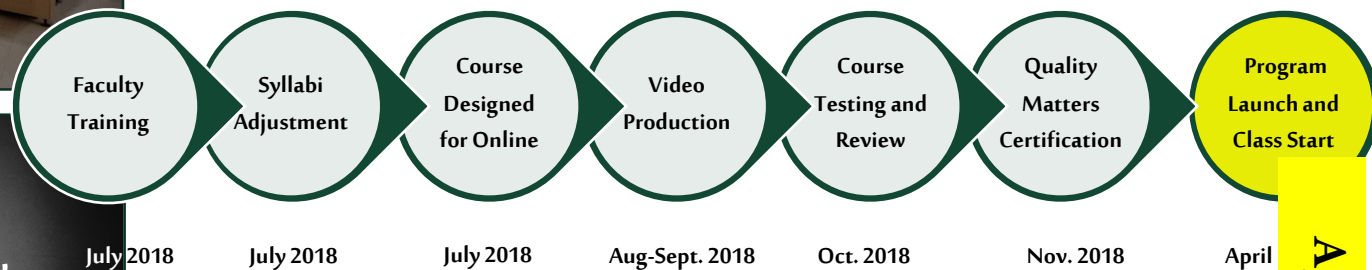 Faculty
Training
Syllabi
Adjustment
Course
Designed
for Online
Video
Production
Course
Testing and
Review
Quality
Matters
Certification
Program
Launch and
Class Start
July 2018
July 2018
July 2018
Aug-Sept. 2018
Oct. 2018
Nov. 2018
April
A